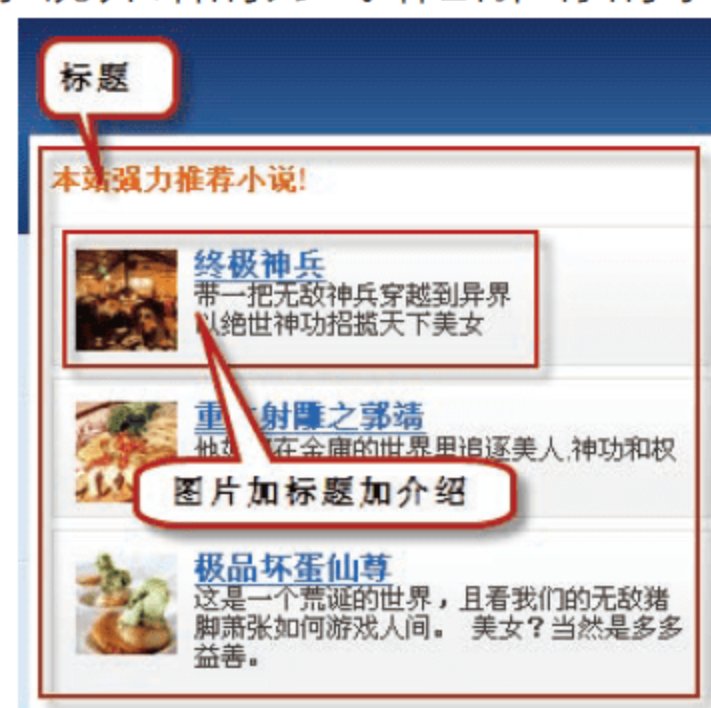 标题
本站强力推荐小说!
终极神兵
带一把无敌神兵穿越到异界
以绝世神功招揽天下美女
射雕之郭靖
在金庸的世界里追逐美人,神功和权
图片加标题加介绍
极品坏蛋仙尊
这是一个荒诞的世界，且看我们的无敌猪
脚萧张如何游戏人间。 美女？当然是多多
益善。